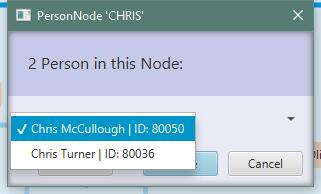 PersonNode 'CHRIS'
2 Person in this Node:
Chris McCullough | ID: 80050
Chris Turner | ID: 80036
Cancel